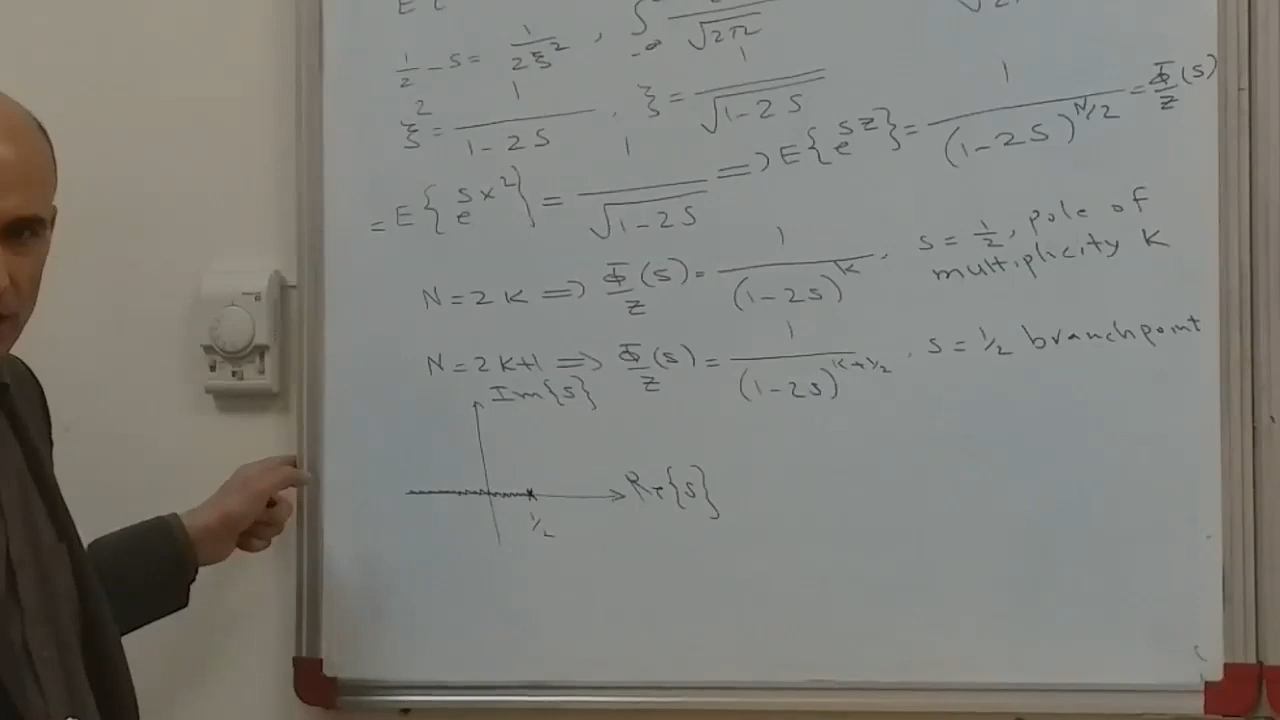 E{
1/2 - s = 1/(2ξ²) , ∫_{-∞} /√(2π)
ξ² = 1/(1-2s) , ξ = 1/√(1-2s)
= E{e^{sx²}} = 1/√(1-2s) => E{e^{sz}} = 1/(1-2s)^{N/2} = Φ_z(s)
N=2k => Φ_z(s) = 1/(1-2s)^k , s = 1/2, pole of
multiplicity k
N=2k+1 => Φ_z(s) = 1/(1-2s)^{k+1/2} , s = 1/2 branchpoint
Im{s}
Re{s}
1/2